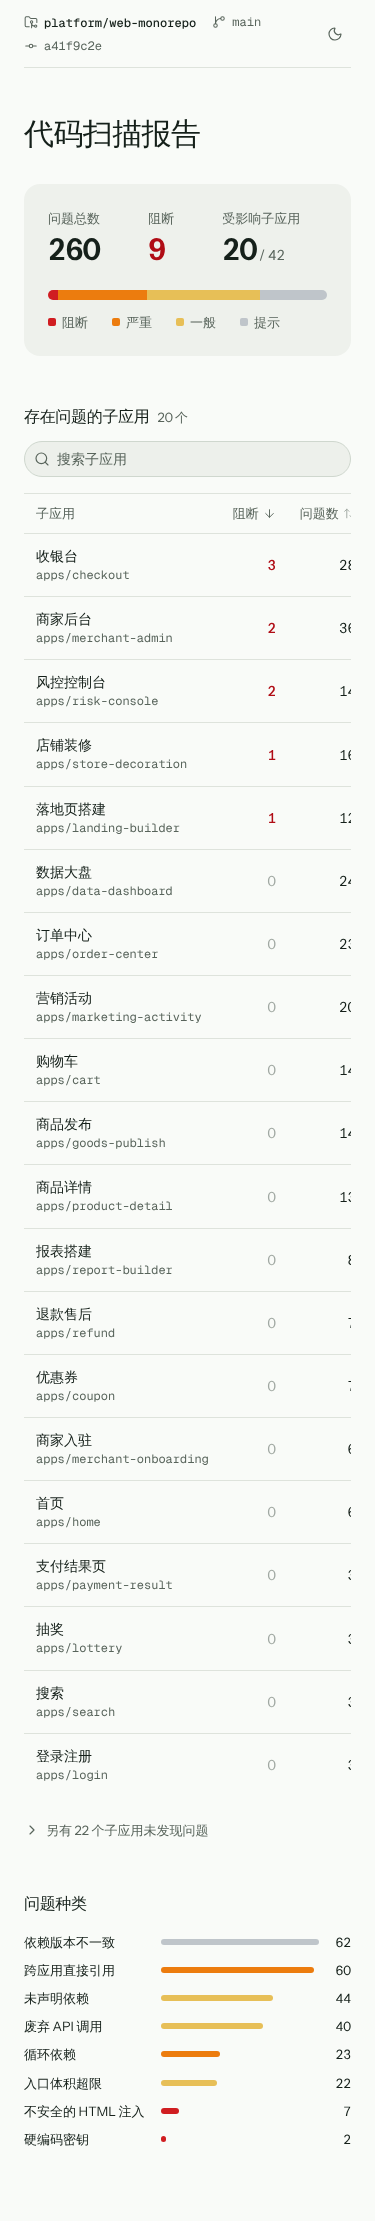 platform/web-monorepo main
a41f9c2e
代码扫描报告
问题总数 阻断 受影响子应用
260 9 20 / 42
阻断 严重 一般 提示
存在问题的子应用 20 个
搜索子应用
子应用 阻断 ↓ 问题数
收银台
apps/checkout
3
商家后台
apps/merchant-admin
2
风控控制台
apps/risk-console
2
店铺装修
apps/store-decoration
1
落地页搭建
apps/landing-builder
1
数据大盘
apps/data-dashboard
0
订单中心
apps/order-center
0
营销活动
apps/marketing-activity
0
购物车
apps/cart
0
商品发布
apps/goods-publish
0
商品详情
apps/product-detail
0
报表搭建
apps/report-builder
0
退款售后
apps/refund
0
优惠券
apps/coupon
0
商家入驻
apps/merchant-onboarding
0
首页
apps/home
0
支付结果页
apps/payment-result
0
抽奖
apps/lottery
0
搜索
apps/search
0
登录注册
apps/login
0
另有 22 个子应用未发现问题
问题种类
依赖版本不一致 62
跨应用直接引用 60
未声明依赖 44
废弃 API 调用 40
循环依赖 23
入口体积超限 22
不安全的 HTML 注入 7
硬编码密钥 2